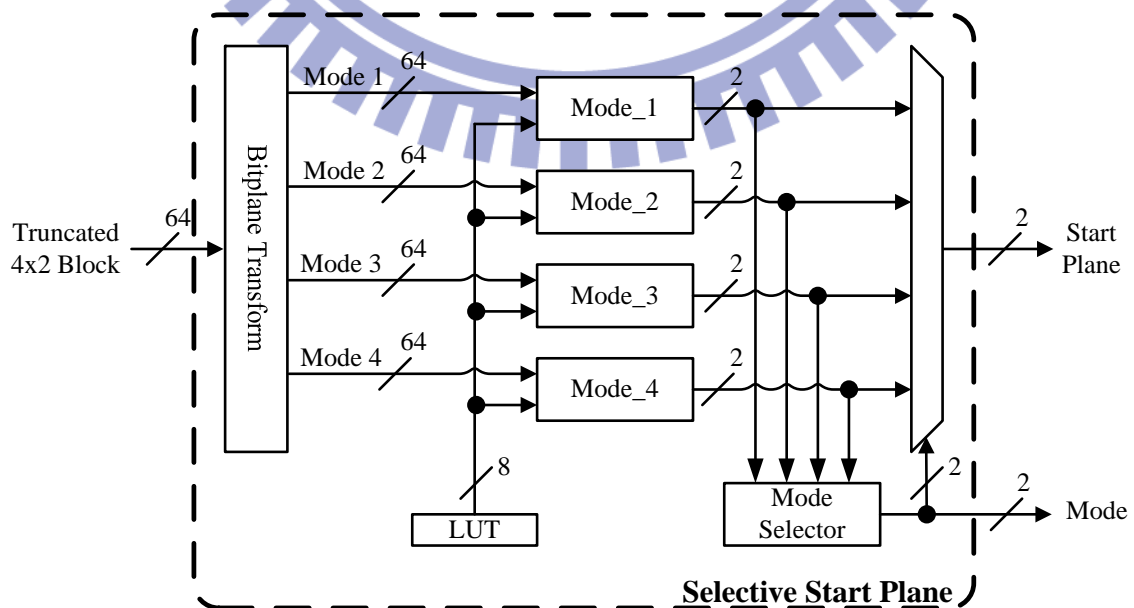 Mode 1
64
Mode_1
2
Mode 2
64
Mode_2
2
Truncated
4x2 Block
64
Bitplane Transform
Mode 3
64
Mode_3
2
2
Start
Plane
Mode 4
64
Mode_4
2
8
LUT
Mode
Selector
2
2
Mode
Selective Start Plane